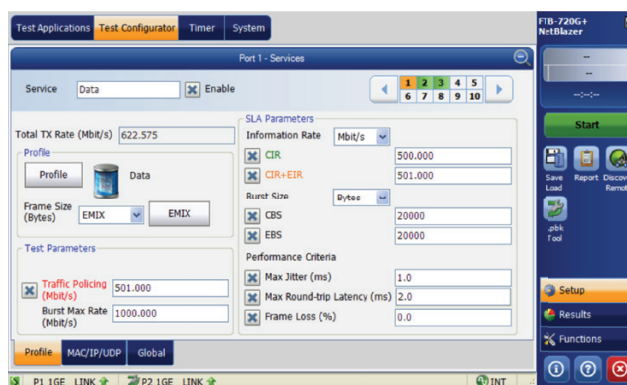 Test Applications Test Configurator Timer System
FTB-720G+
NetBlazer
Port 1 - Services
--
--
--:--:--
Service Data Enable
1 2 3 4 5
6 7 8 9 10
Start
Total TX Rate (Mbit/s) 622.575
SLA Parameters
Information Rate Mbit/s
Profile
CIR 500.000
Profile Data
CIR+EIR 501.000
Save
Load
Report
Discov
Remot
Burst Size Bytes
Frame Size
(Bytes)
EMIX EMIX
CBS 20000
EBS 20000
.pbk
Tool
Test Parameters
Performance Criteria
Traffic Policing
(Mbit/s)
501.000
Max Jitter (ms) 1.0
Max Round-trip Latency (ms) 2.0
Burst Max Rate
(Mbit/s)
1000.000
Frame Loss (%) 0.0
Setup
Results
Functions
Profile MAC/IP/UDP Global
P1 1GE LINK P2 1GE LINK INT